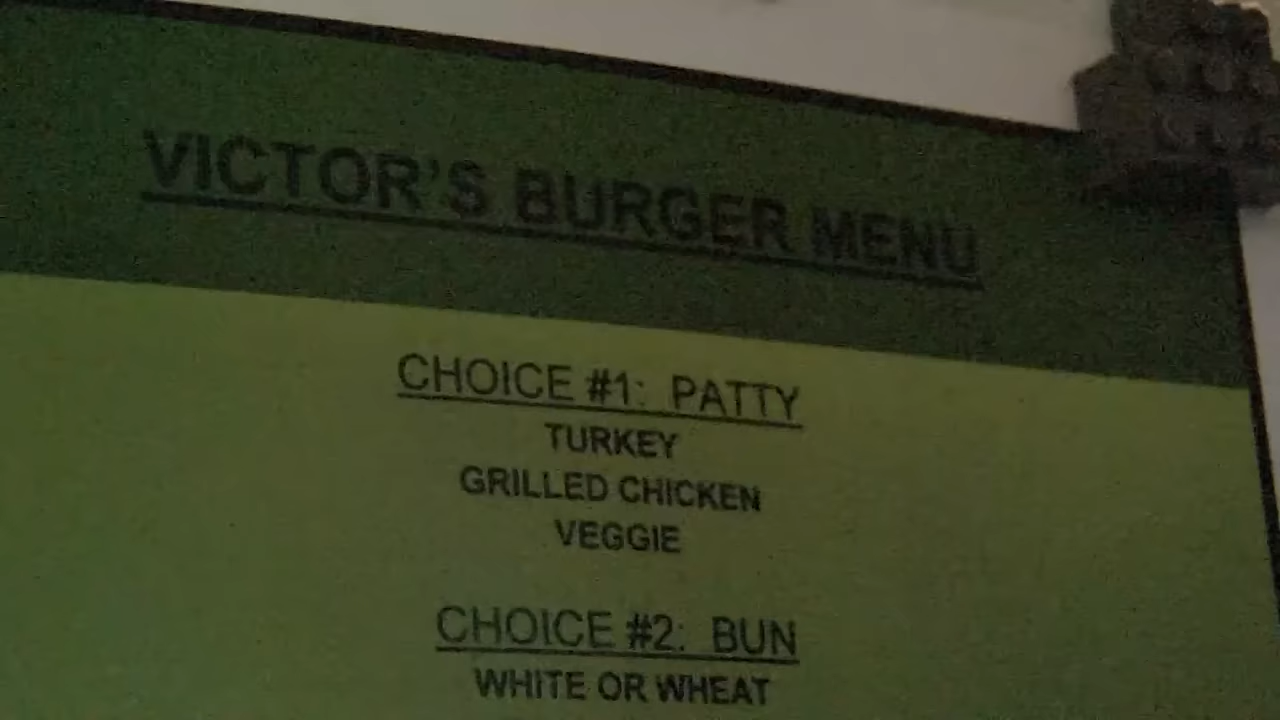 VICTOR'S BURGER MENU
CHOICE #1: PATTY
TURKEY
GRILLED CHICKEN
VEGGIE
CHOICE #2: BUN
WHITE OR WHEAT